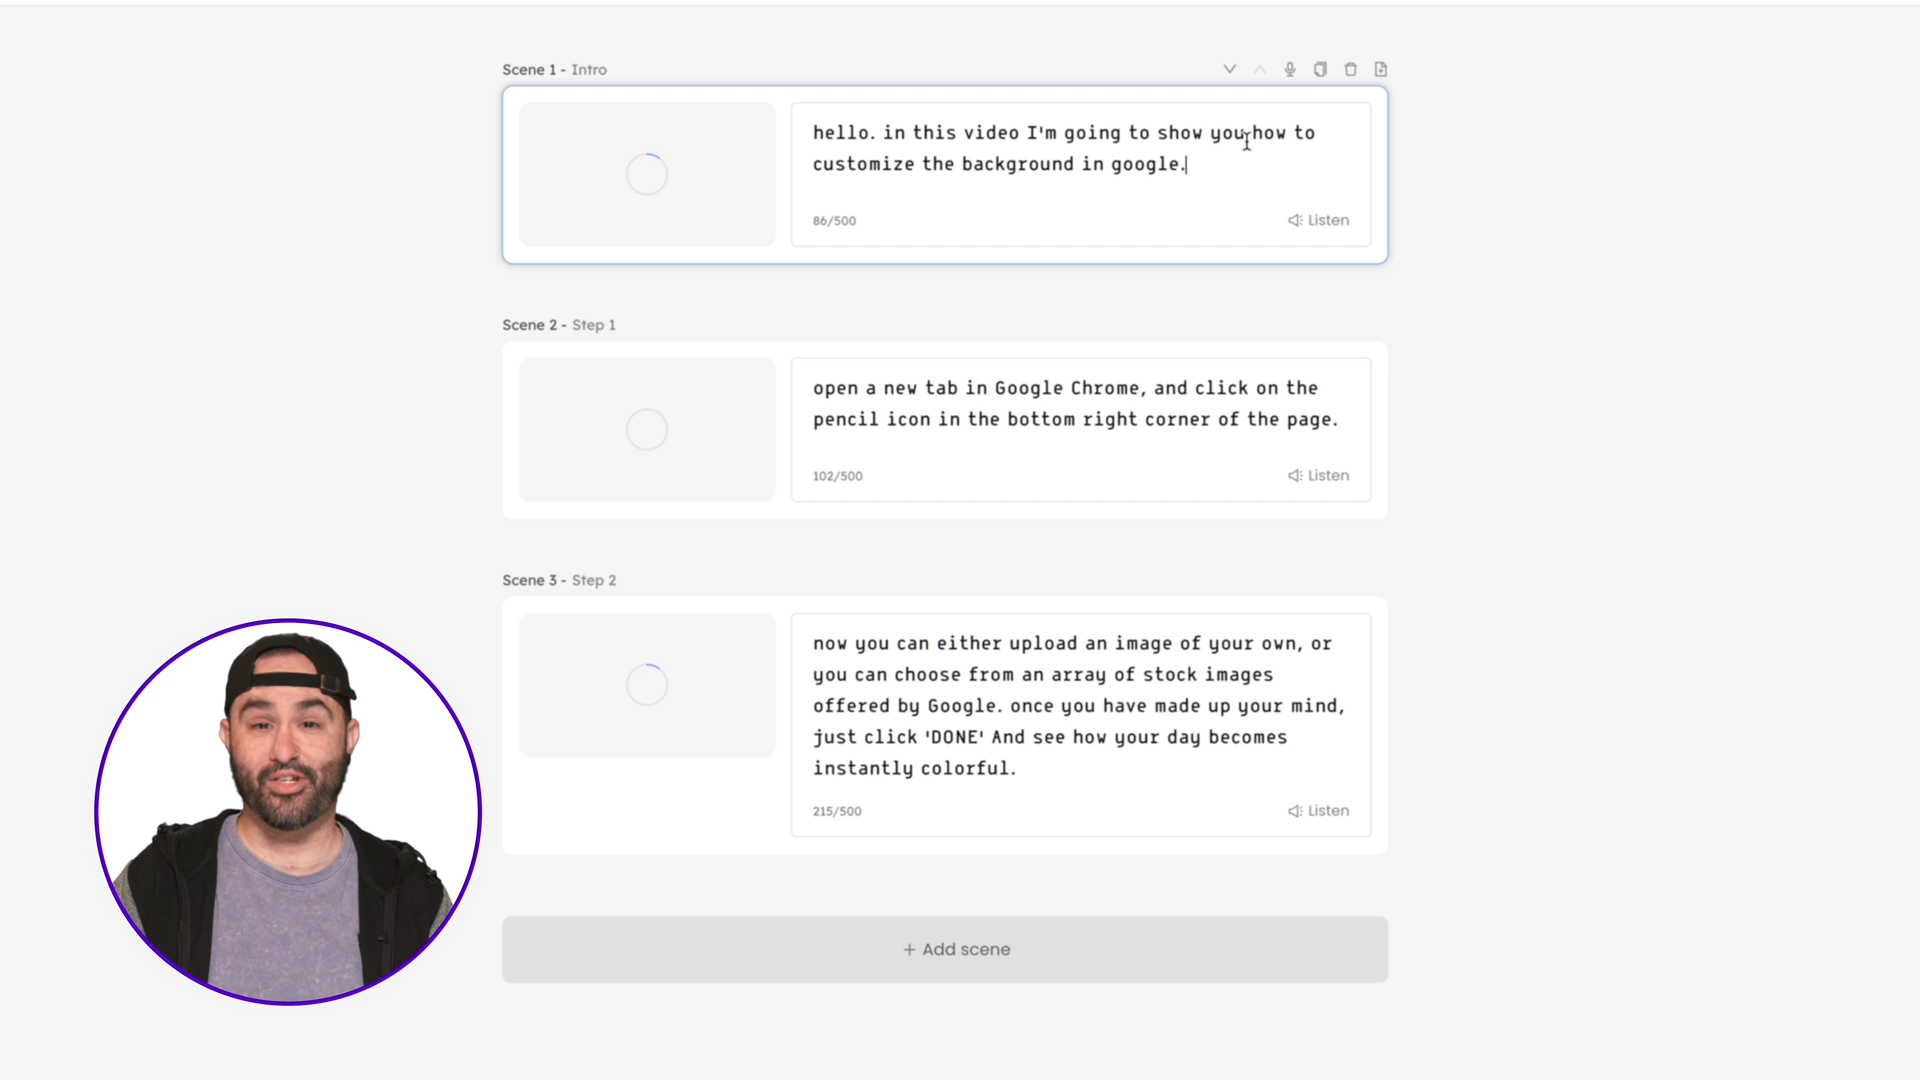 Scene 1 - Intro
hello. in this video I'm going to show you how to
customize the background in google.
86/500
Listen
Scene 2 - Step 1
open a new tab in Google Chrome, and click on the
pencil icon in the bottom right corner of the page.
102/500
Listen
Scene 3 - Step 2
now you can either upload an image of your own, or
you can choose from an array of stock images
offered by Google. once you have made up your mind,
just click 'DONE' And see how your day becomes
instantly colorful.
215/500
Listen
+ Add scene